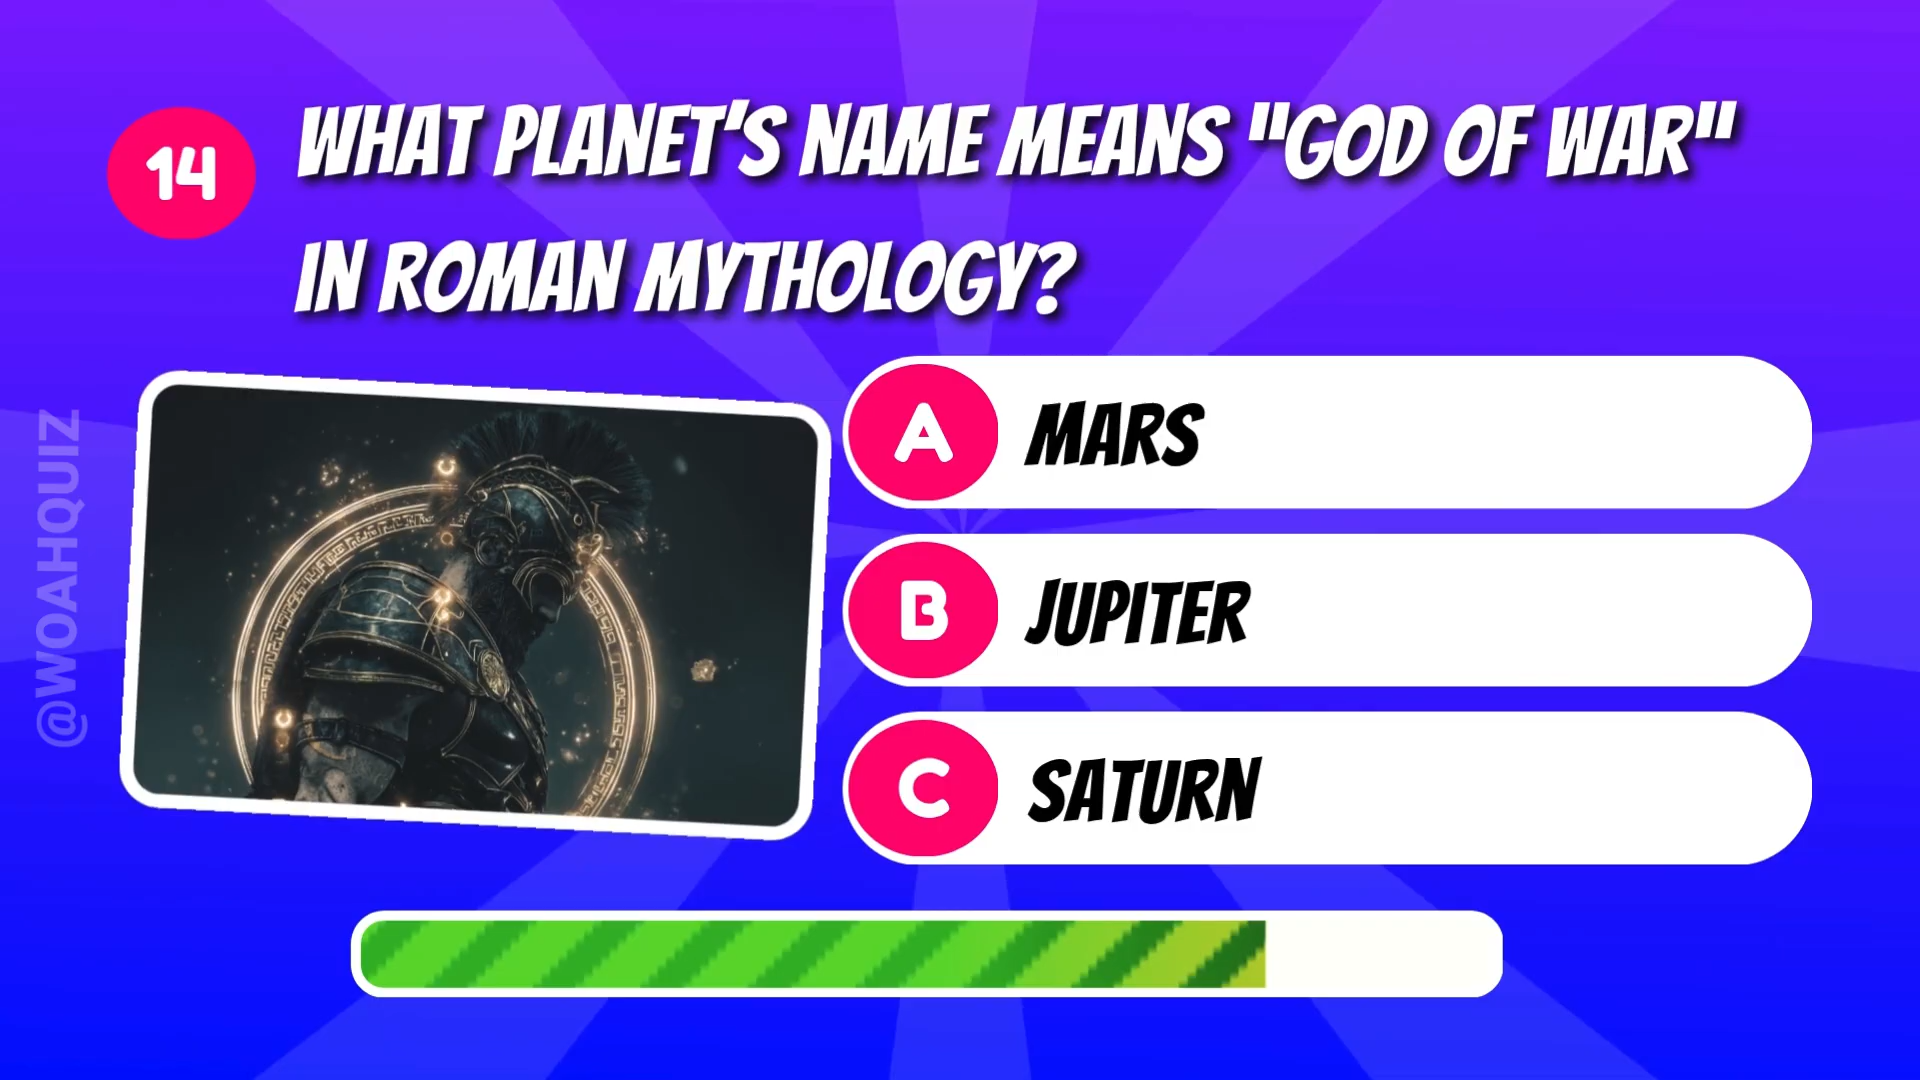 14
WHAT PLANET'S NAME MEANS "GOD OF WAR"
IN ROMAN MYTHOLOGY?
@WOAHQUIZ
A MARS
B JUPITER
C SATURN